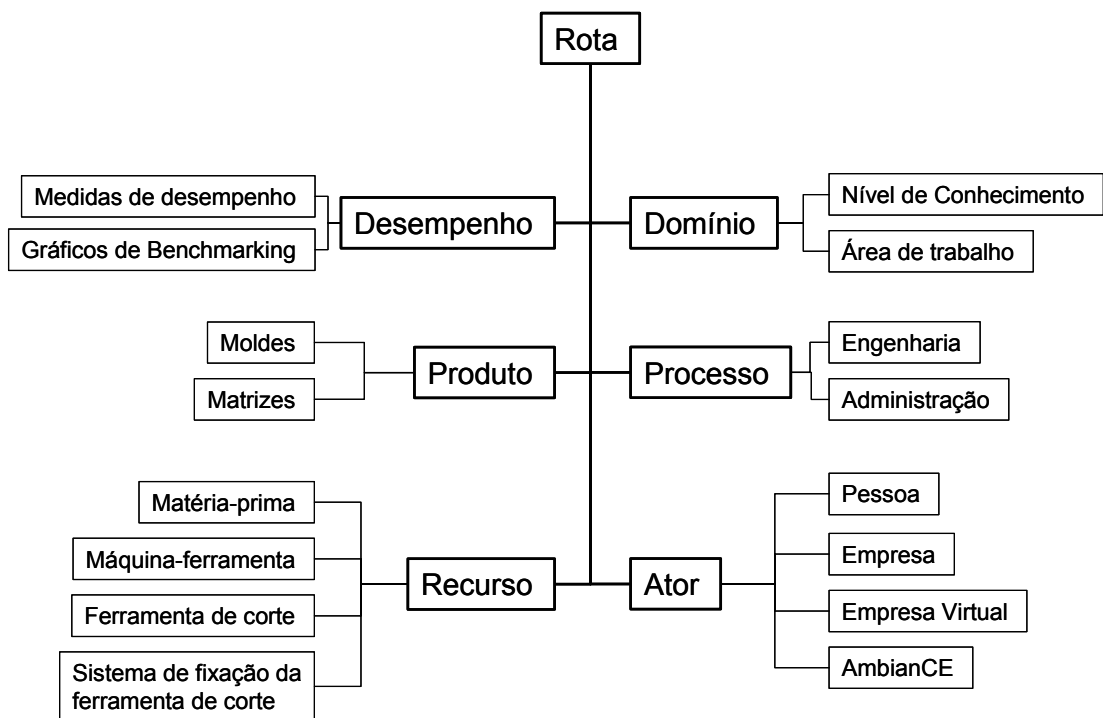 Rota
Medidas de desempenho
Gráficos de Benchmarking
Desempenho
Domínio
Nível de Conhecimento
Área de trabalho
Moldes
Matrizes
Produto
Processo
Engenharia
Administração
Matéria-prima
Máquina-ferramenta
Ferramenta de corte
Sistema de fixação da
ferramenta de corte
Recurso
Ator
Pessoa
Empresa
Empresa Virtual
AmbianCE